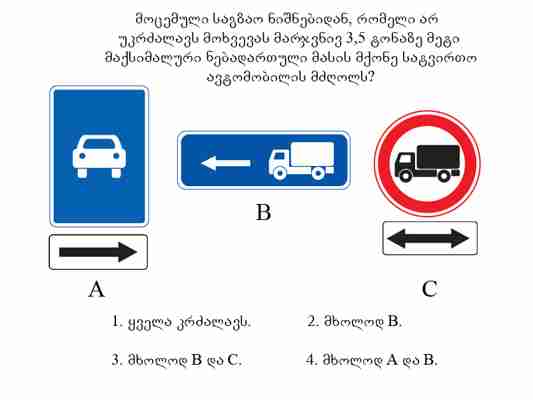 მოცემული საგზაო ნიშნებიდან, რომელი არ
უკრძალავს მოხვევას მარჯვნივ 3,5 ტონაზე მეტი
მაქსიმალური ნებადართული მასის მქონე სატვირთო
ავტომობილის მძღოლს?
A
B
C
1. ყველა კრძალავს.
2. მხოლოდ B.
3. მხოლოდ B და C.
4. მხოლოდ A და B.